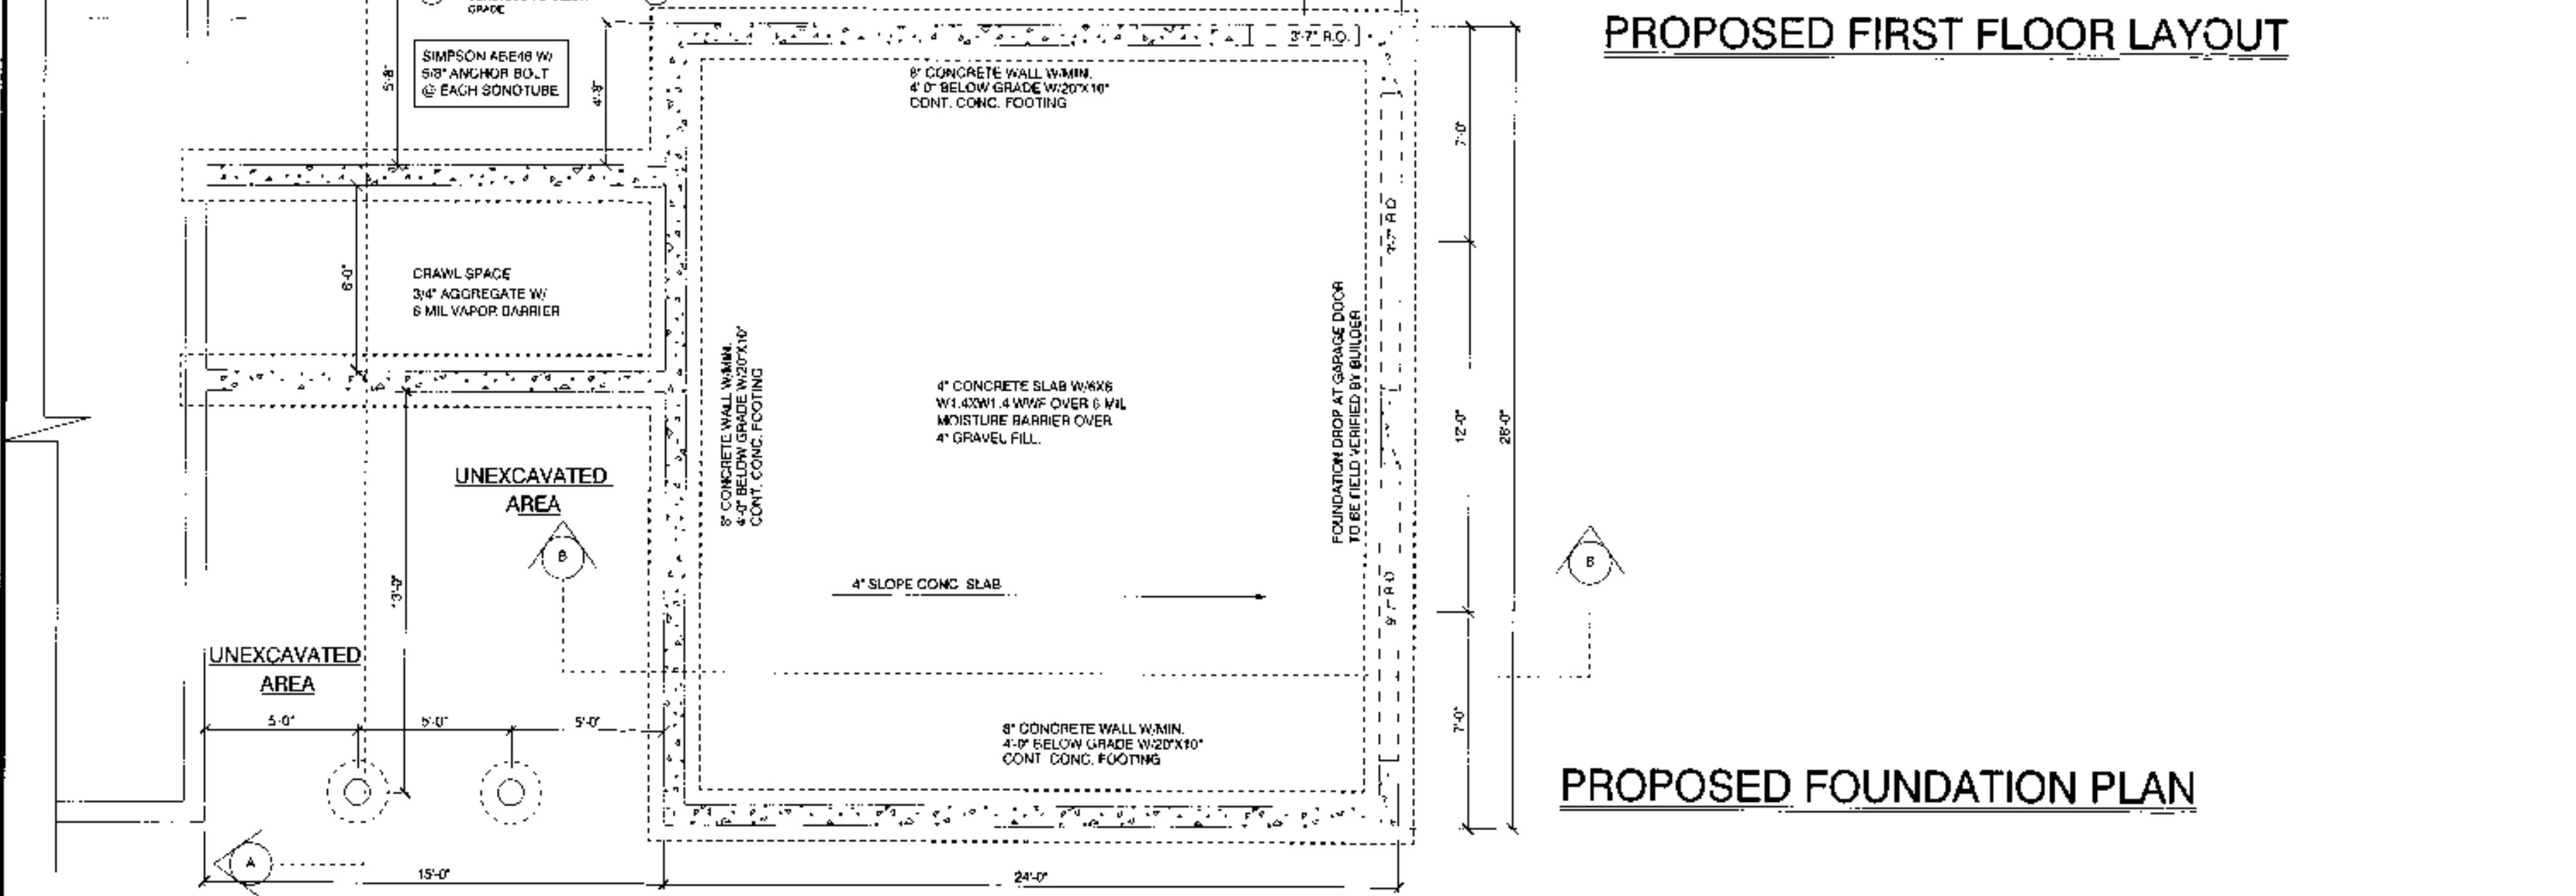 GRADE
SIMPSON ABE46 W/
5/8" ANCHOR BOLT
@ EACH SONOTUBE
5'-8"
4'-8"
3'-7" R.O.
PROPOSED FIRST FLOOR LAYOUT
8" CONCRETE WALL W/MIN.
4'-0" BELOW GRADE W/20"X10"
CONT. CONC. FOOTING
7'-0"
6'-0"
CRAWL SPACE
3/4" AGGREGATE W/
6 MIL VAPOR BARRIER
8" CONCRETE WALL W/MIN.
4'-0" BELOW GRADE W/20"X10"
CONT. CONC. FOOTING
4" CONCRETE SLAB W/6X6
W1.4XW1.4 WWF OVER 6 MIL
MOISTURE BARRIER OVER
4" GRAVEL FILL.
FOUNDATION DROP AT GARAGE DOOR
TO BE FIELD VERIFIED BY BUILDER
12'-0"
UNEXCAVATED
AREA
B
B
13'-0"
4" SLOPE CONC SLAB
UNEXCAVATED
AREA
5'-0"
5'-0"
5'-0"
8" CONCRETE WALL W/MIN.
4'-0" BELOW GRADE W/20"X10"
CONT. CONC. FOOTING
7'-0"
PROPOSED FOUNDATION PLAN
A
15'-0"
24'-0"